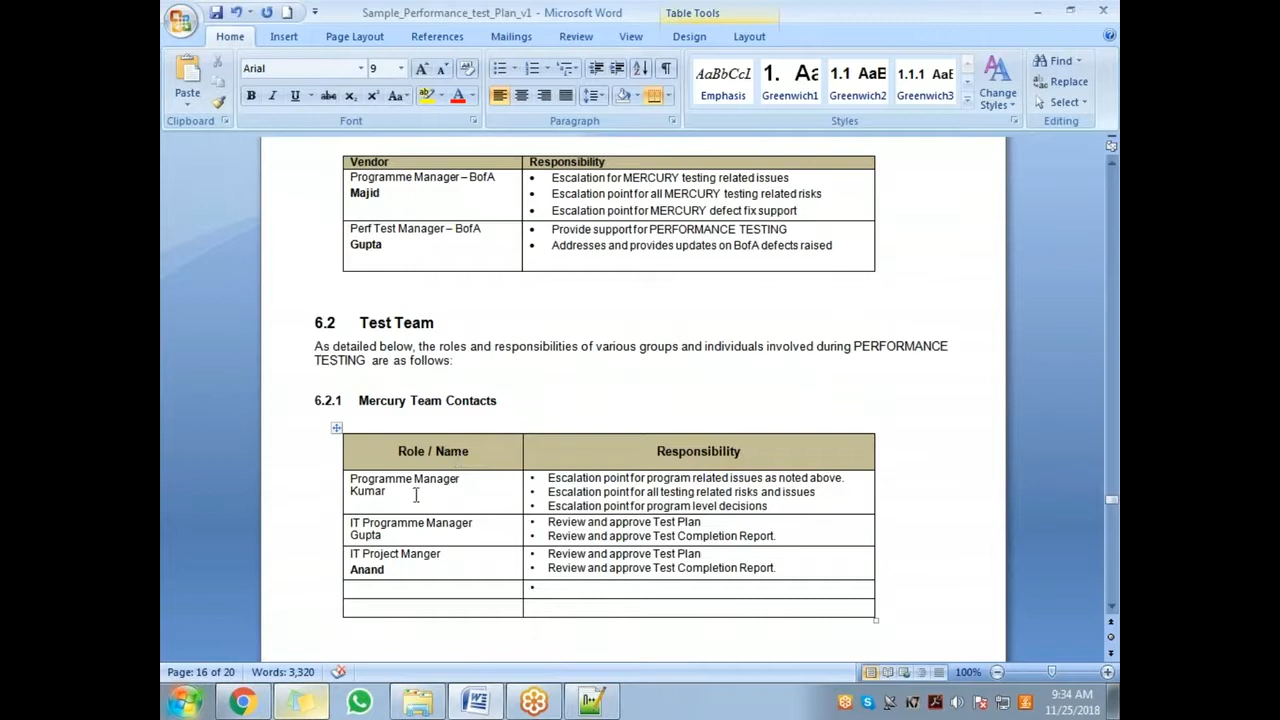 Sample_Performance_test_Plan_v1 - Microsoft Word
Table Tools
Home Insert Page Layout References Mailings Review View Design Layout
Arial 9
Find
Replace
Select
Paste
AaBbCcL 1. Aa 1.1 AaE 1.1.1 AaE
Emphasis Greenwich1 Greenwich2 Greenwich3
Change Styles
Clipboard Font Paragraph Styles Editing
Vendor Responsibility
Programme Manager – BofA
Majid
• Escalation for MERCURY testing related issues
• Escalation point for all MERCURY testing related risks
• Escalation point for MERCURY defect fix support
Perf Test Manager – BofA
Gupta
• Provide support for PERFORMANCE TESTING
• Addresses and provides updates on BofA defects raised
6.2 Test Team
As detailed below, the roles and responsibilities of various groups and individuals involved during PERFORMANCE
TESTING are as follows:
6.2.1 Mercury Team Contacts
Role / Name Responsibility
Programme Manager
Kumar
• Escalation point for program related issues as noted above.
• Escalation point for all testing related risks and issues
• Escalation point for program level decisions
IT Programme Manager
Gupta
• Review and approve Test Plan
• Review and approve Test Completion Report.
IT Project Manger
Anand
• Review and approve Test Plan
• Review and approve Test Completion Report.
•
Page: 16 of 20 Words: 3,320 100%
9:34 AM
11/25/2018